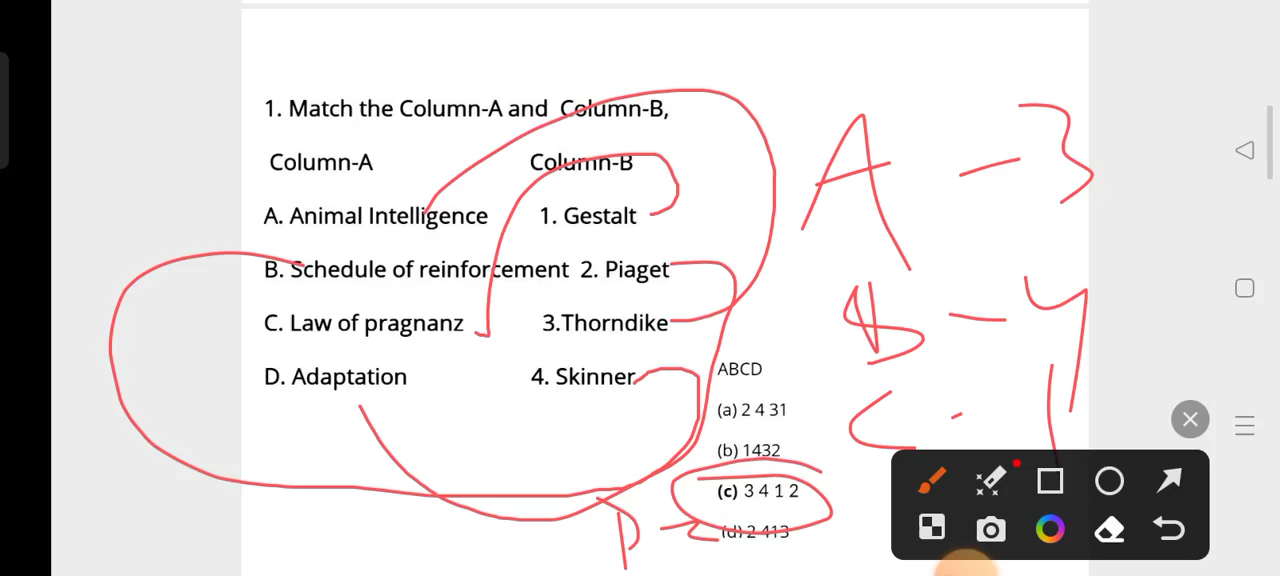 1. Match the Column-A and Column-B,
Column-A Column-B
A. Animal Intelligence 1. Gestalt
B. Schedule of reinforcement 2. Piaget
C. Law of pragnanz 3.Thorndike
D. Adaptation 4. Skinner
ABCD
(a) 2 4 31
(b) 1432
(c) 3 4 1 2
(d) 2 413
A - 3
B - 4
C - 1
D - 2